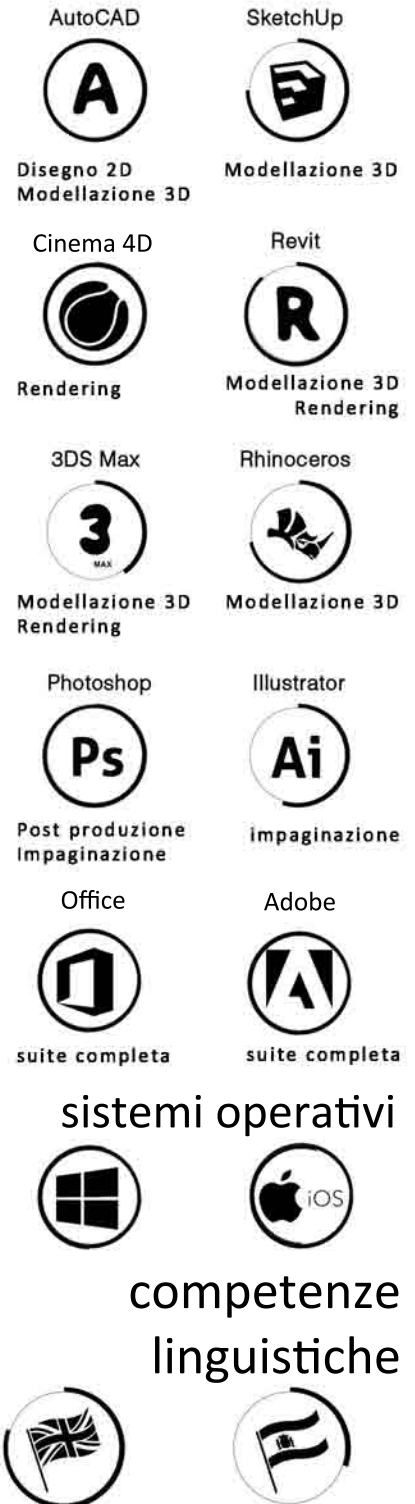 AutoCAD SketchUp
A
Disegno 2D Modellazione 3D
Modellazione 3D
Cinema 4D Revit
R
Rendering Modellazione 3D
Rendering
3DS Max Rhinoceros
3
MAX
Modellazione 3D Modellazione 3D
Rendering
Photoshop Illustrator
Ps Ai
Post produzione impaginazione
Impaginazione
Office Adobe
suite completa suite completa
sistemi operativi
iOS
competenze
linguistiche